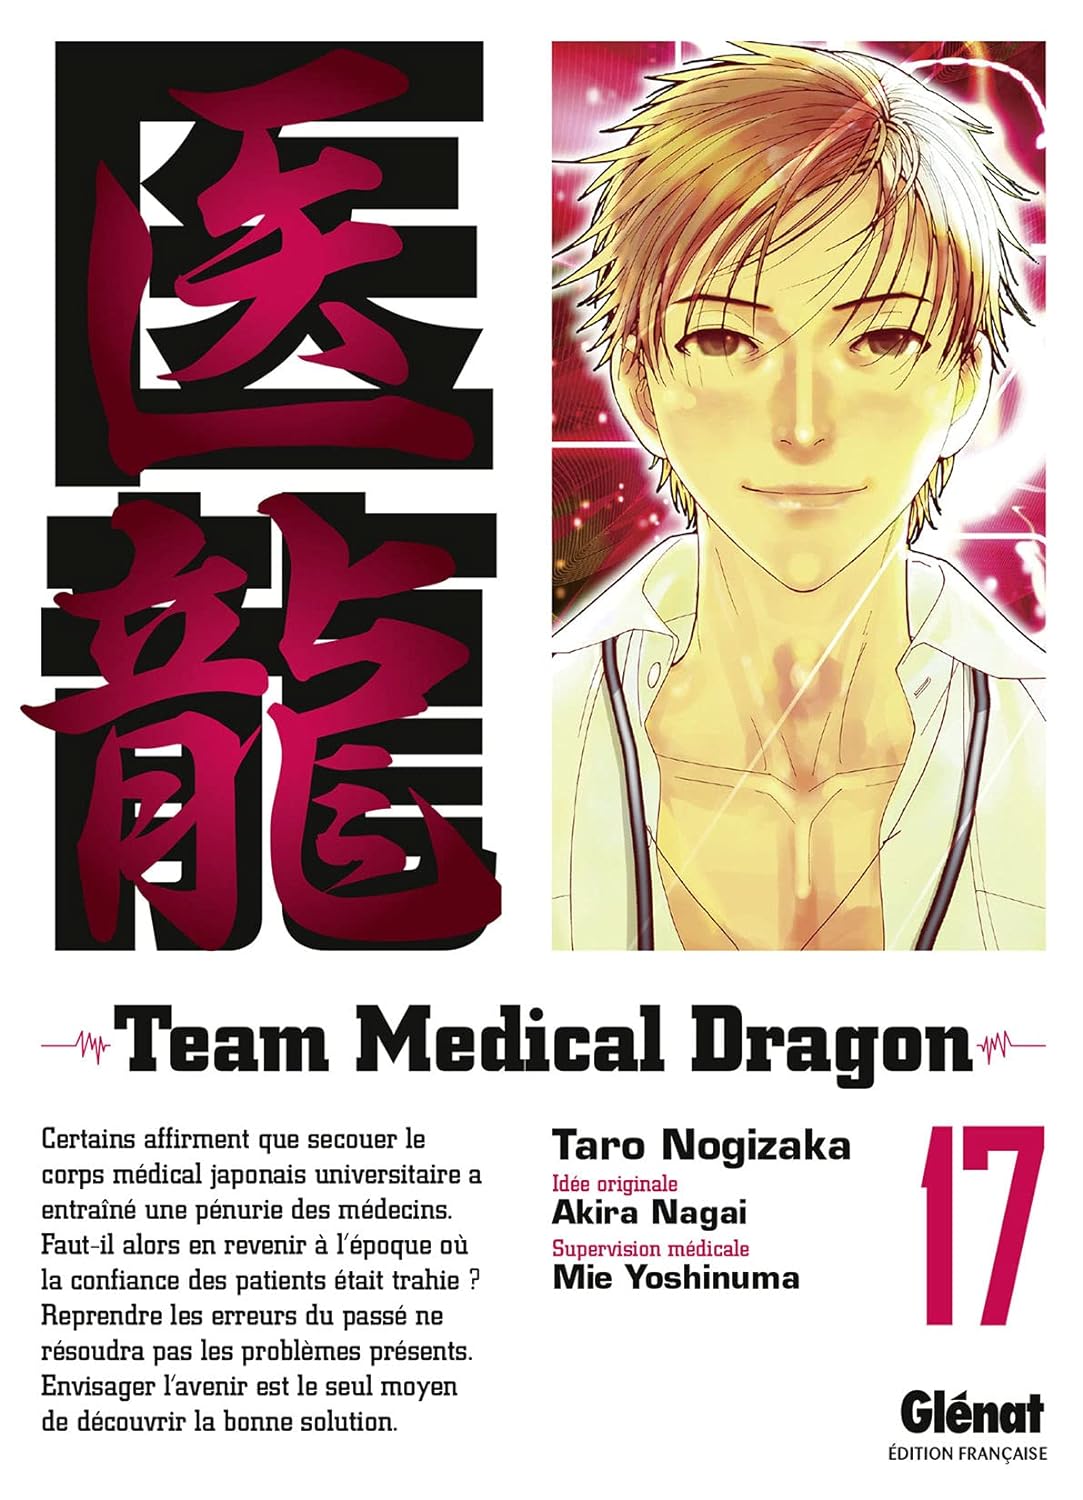 医
龍
Team Medical Dragon
Certains affirment que secouer le
corps médical japonais universitaire a
entraîné une pénurie des médecins.
Faut-il alors en revenir à l'époque où
la confiance des patients était trahie ?
Reprendre les erreurs du passé ne
résoudra pas les problèmes présents.
Envisager l'avenir est le seul moyen
de découvrir la bonne solution.
Taro Nogizaka
Idée originale
Akira Nagai
Supervision médicale
Mie Yoshinuma
17
Glénat
ÉDITION FRANÇAISE